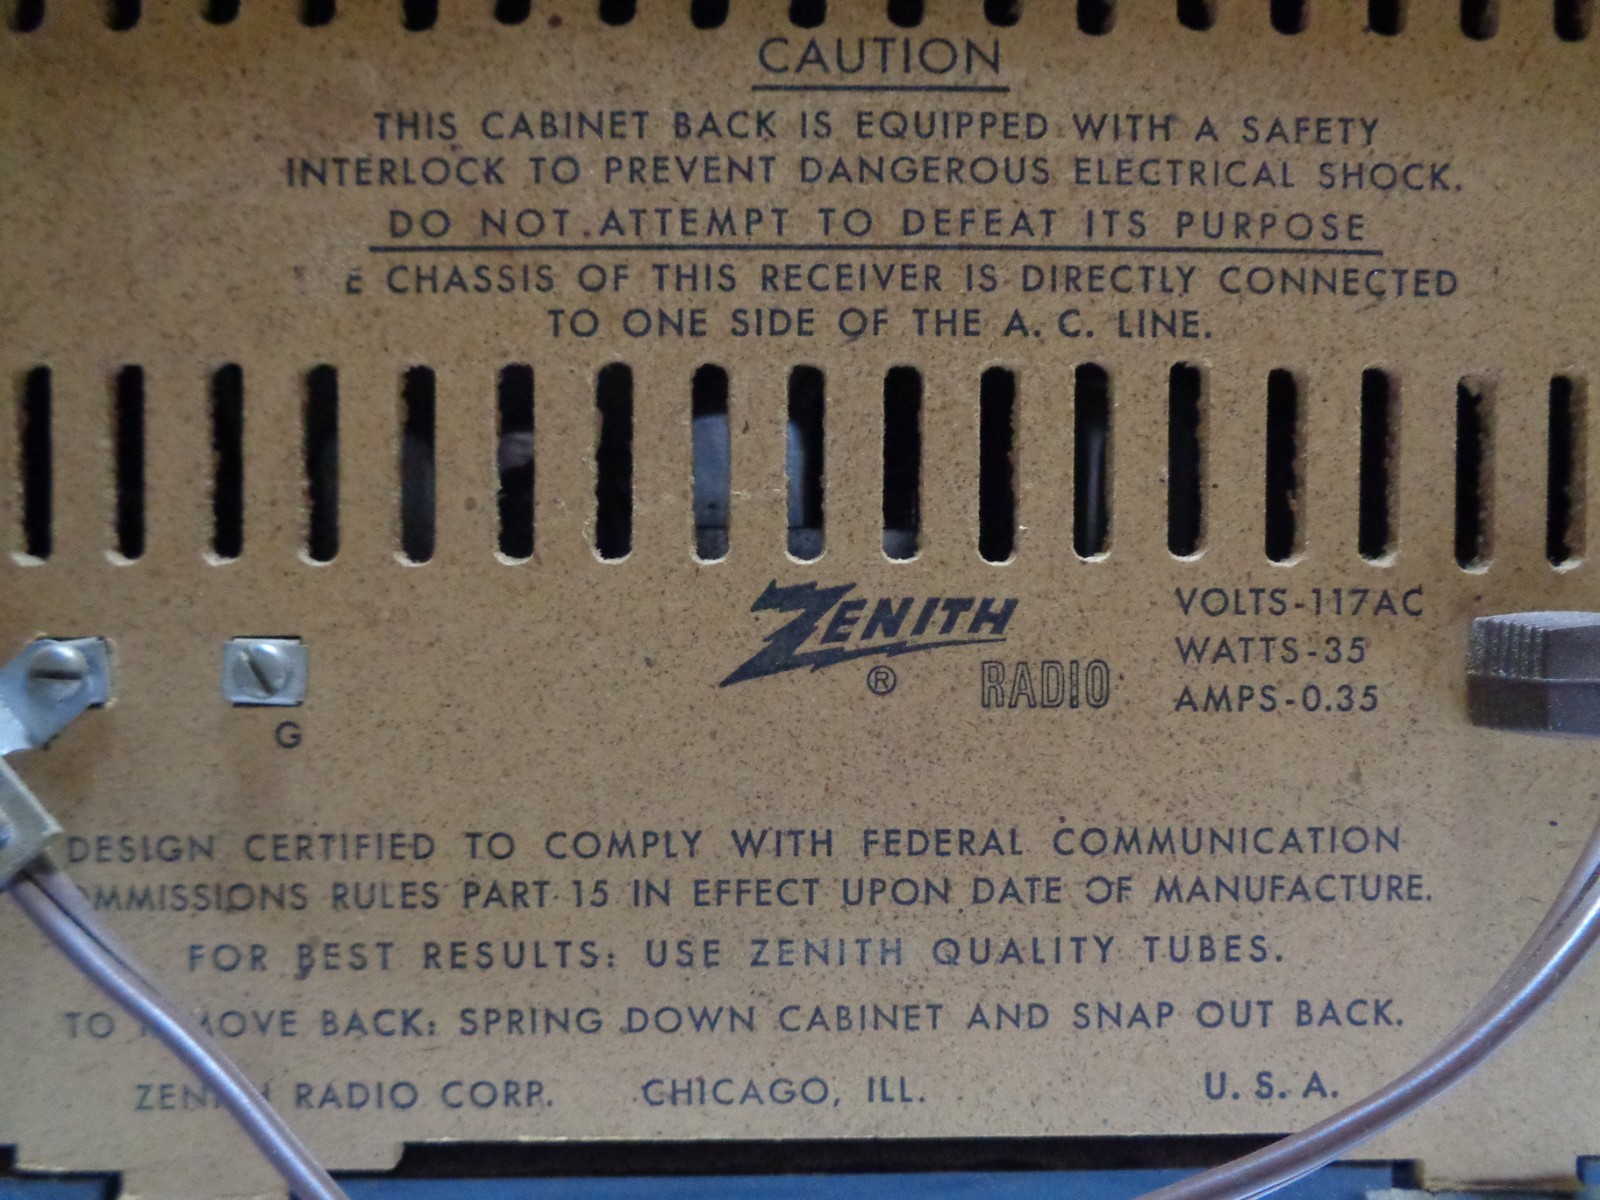 CAUTION
THIS CABINET BACK IS EQUIPPED WITH A SAFETY
INTERLOCK TO PREVENT DANGEROUS ELECTRICAL SHOCK.
DO NOT ATTEMPT TO DEFEAT ITS PURPOSE
E CHASSIS OF THIS RECEIVER IS DIRECTLY CONNECTED
TO ONE SIDE OF THE A. C. LINE.
ZENITH
® RADIO
VOLTS-117AC
WATTS-35
AMPS-0.35
G
DESIGN CERTIFIED TO COMPLY WITH FEDERAL COMMUNICATION
OMMISSIONS RULES PART 15 IN EFFECT UPON DATE OF MANUFACTURE.
FOR BEST RESULTS: USE ZENITH QUALITY TUBES.
TO REMOVE BACK: SPRING DOWN CABINET AND SNAP OUT BACK.
ZENITH RADIO CORP. CHICAGO, ILL. U. S. A.